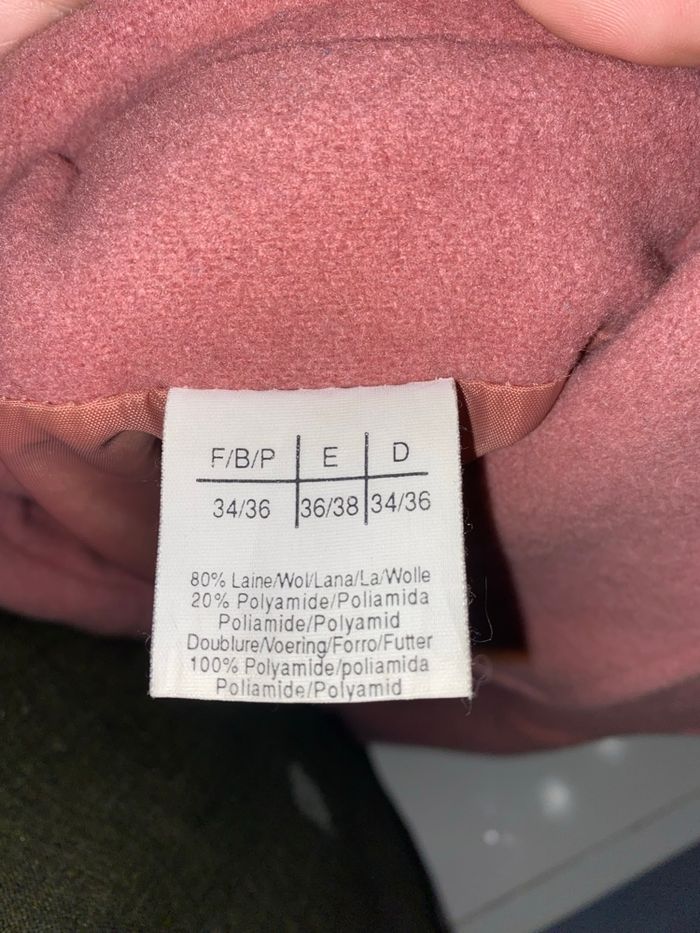 F/B/P E D
34/36 36/38 34/36
80% Laine/Wol/Lana/La/Wolle
20% Polyamide/Poliamida
Poliamide/Polyamid
Doublure/Voering/Forro/Futter
100% Polyamide/poliamida
Poliamide/Polyamid